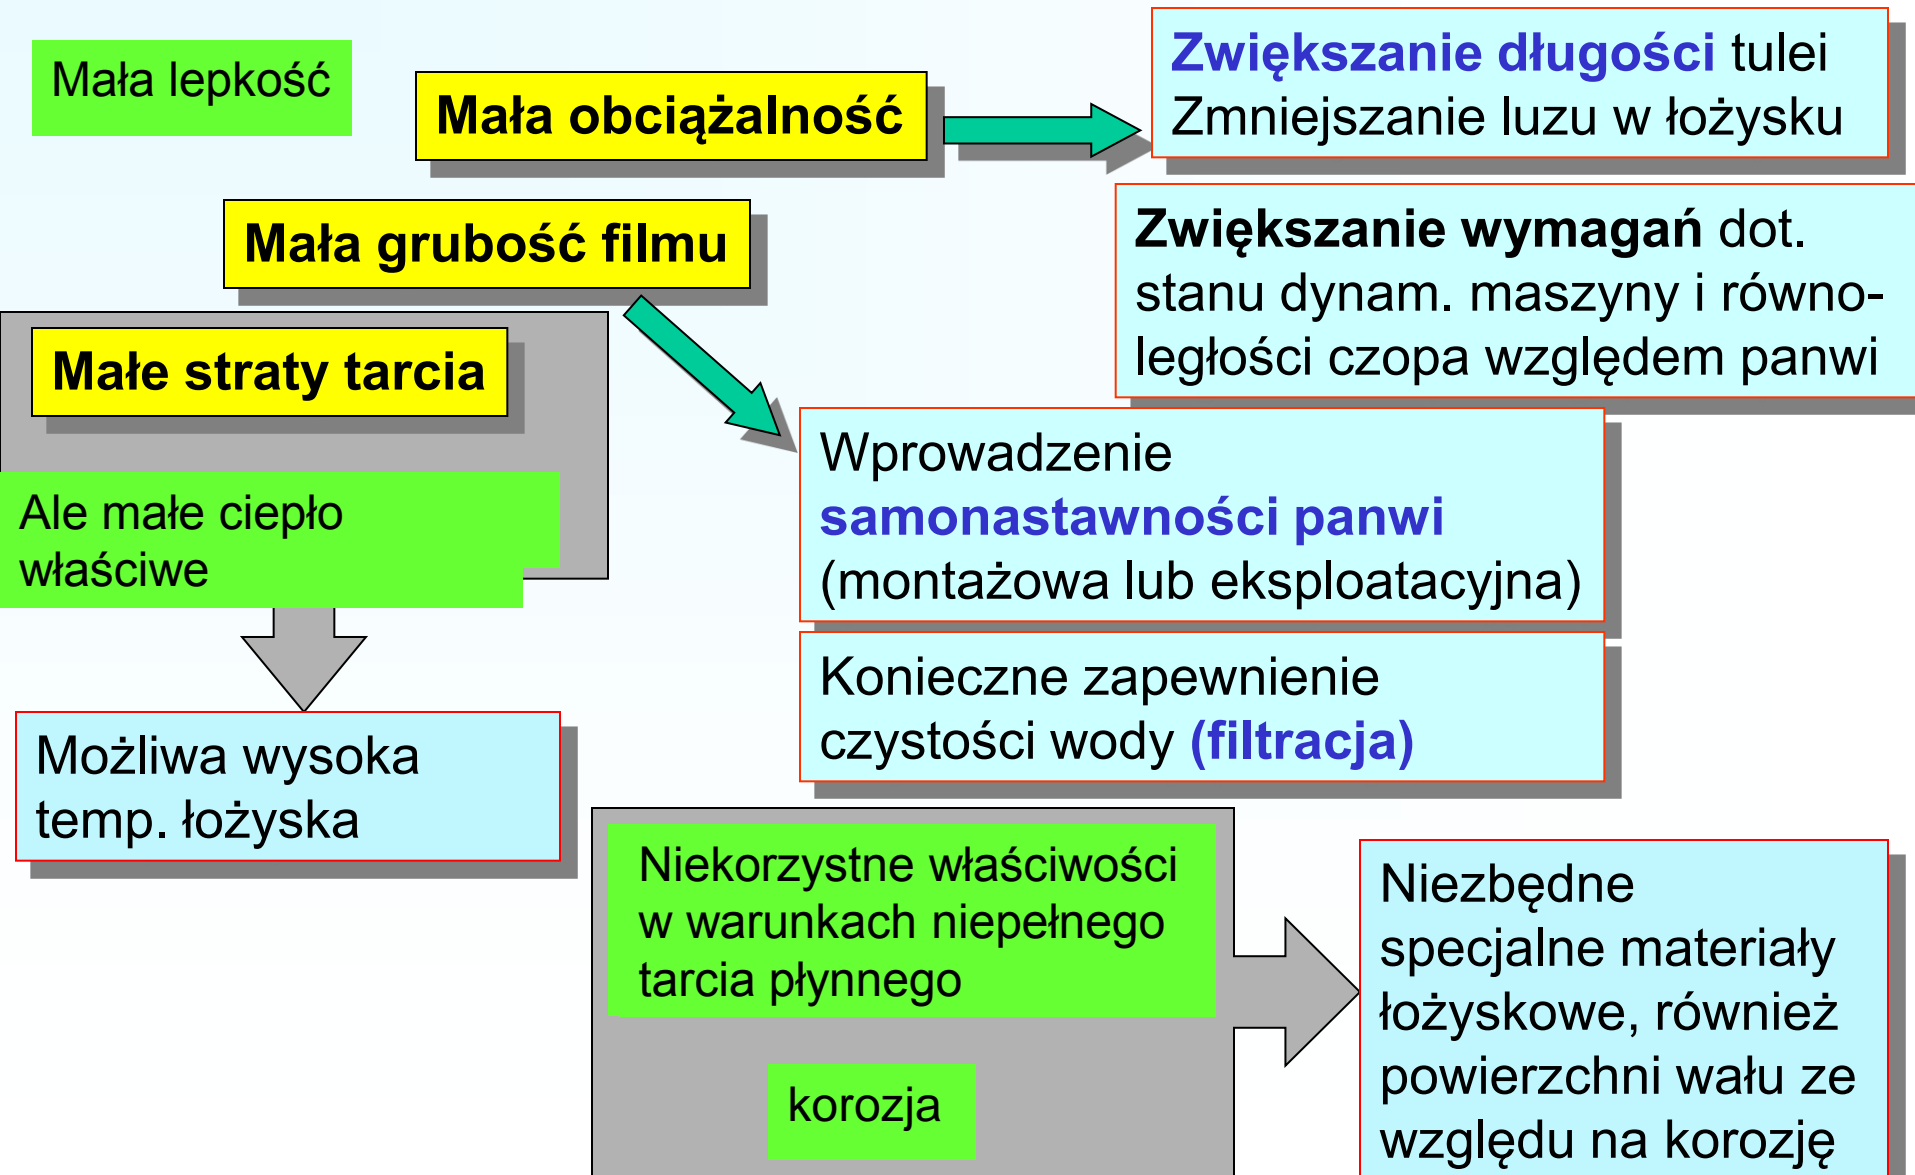 Mała lepkość
Mała obciążalność
Zwiększanie długości tulei
Zmniejszanie luzu w łożysku
Mała grubość filmu
Zwiększanie wymagań dot.
stanu dynam. maszyny i równo-
ległości czopa względem panwi
Małe straty tarcia
Ale małe ciepło
właściwe
Wprowadzenie
samonastawności panwi
(montażowa lub eksploatacyjna)
Konieczne zapewnienie
czystości wody (filtracja)
Możliwa wysoka
temp. łożyska
Niekorzystne właściwości
w warunkach niepełnego
tarcia płynnego
korozja
Niezbędne
specjalne materiały
łożyskowe, również
powierzchni wału ze
względu na korozję